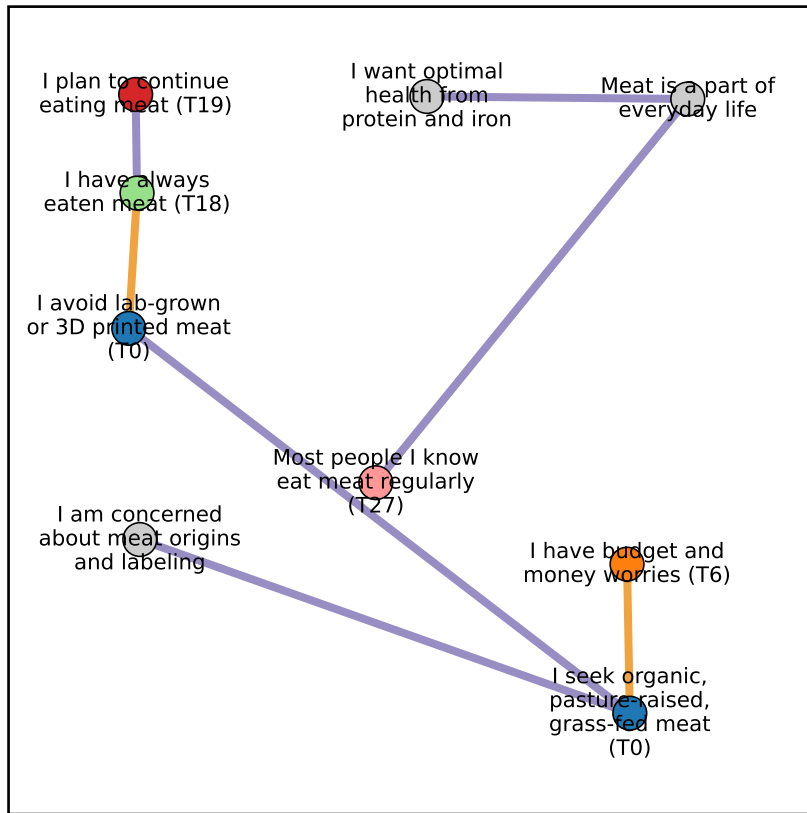 I plan to continue
eating meat (T19)
I want optimal
health from
protein and iron
Meat is a part of
everyday life
I have always
eaten meat (T18)
I avoid lab-grown
or 3D printed meat
(T0)
Most people I know
eat meat regularly
(T27)
I am concerned
about meat origins
and labeling
I have budget and
money worries (T6)
I seek organic,
pasture-raised,
grass-fed meat
(T0)